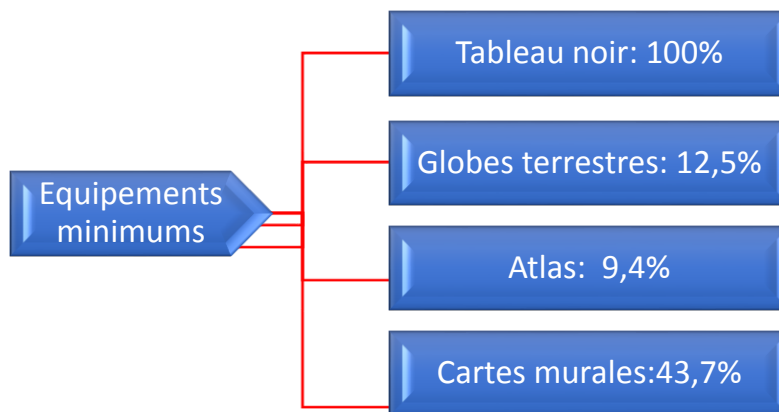 Tableau noir: 100%
Globes terrestres: 12,5%
Equipements
minimums
Atlas:  9,4%
Cartes murales:43,7%